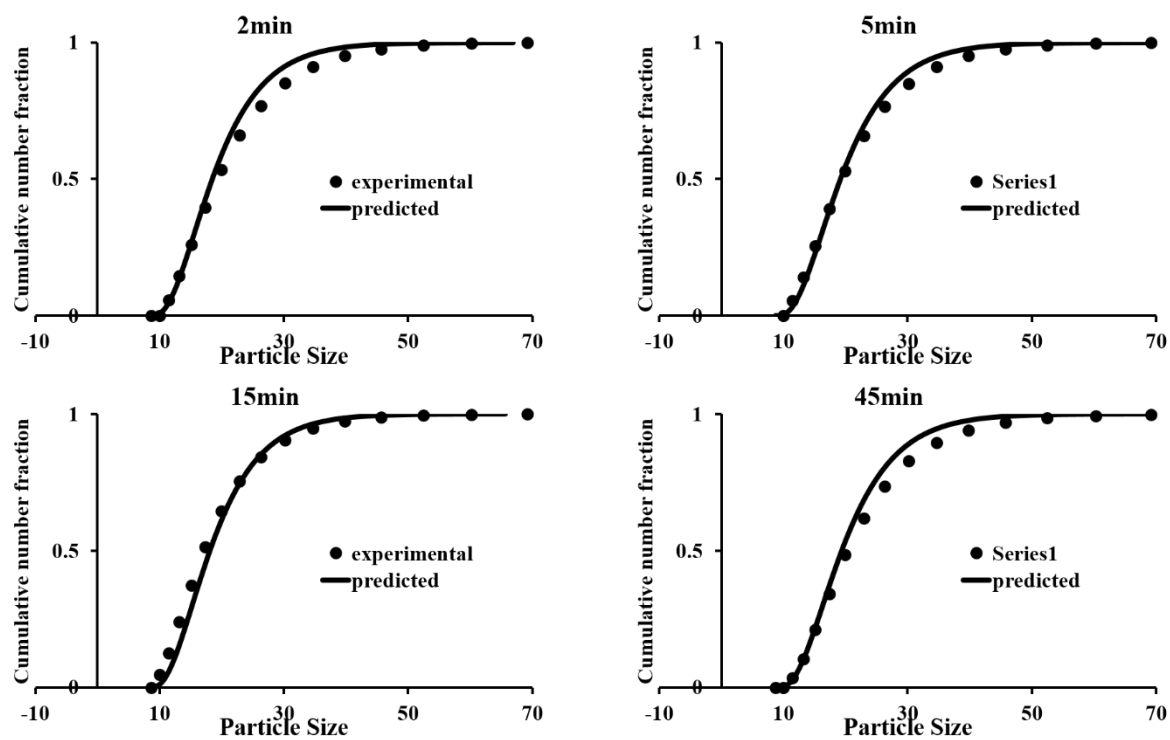 2min
Cumulative number fraction
1
0.5
0
experimental
predicted
-10 10 30 50 70
Particle Size
5min
Cumulative number fraction
1
0.5
0
Series1
predicted
-10 10 30 50 70
Particle Size
15min
Cumulative number fraction
1
0.5
0
experimental
predicted
-10 10 30 50 70
Particle Size
45min
Cumulative number fraction
1
0.5
0
Series1
predicted
-10 10 30 50 70
Particle Size